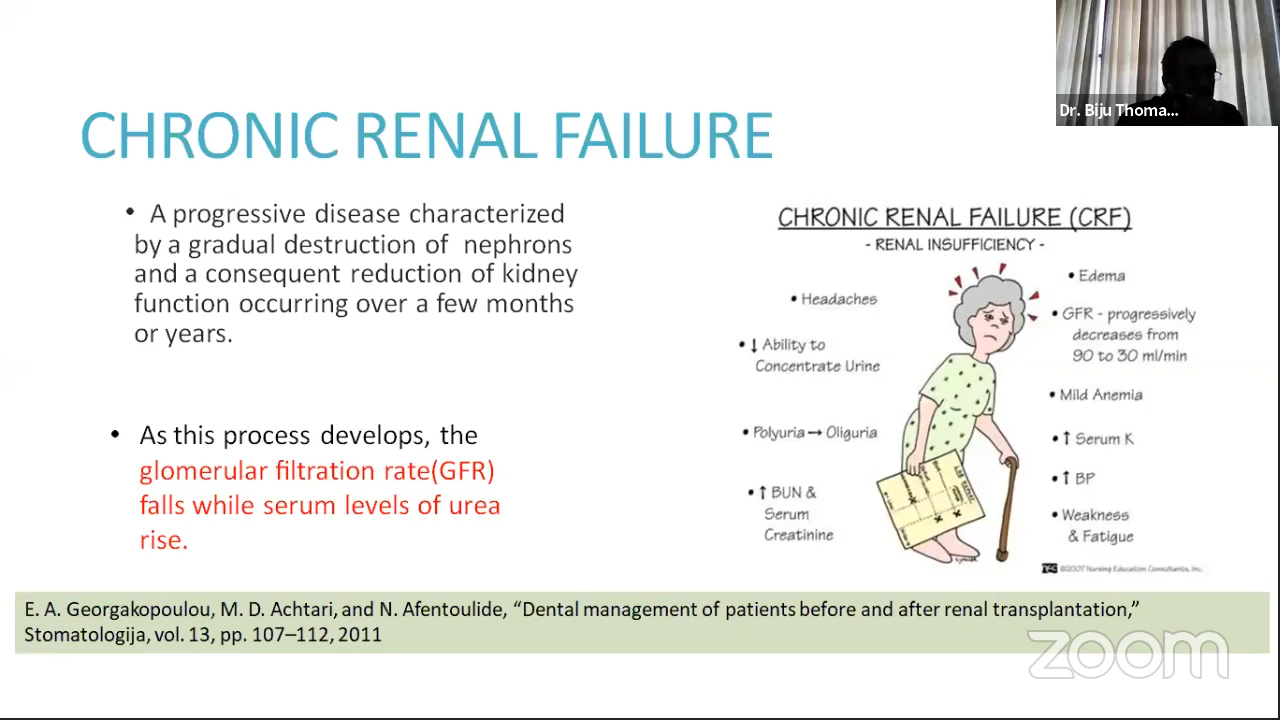 Dr. Biju Thoma...
CHRONIC RENAL FAILURE
• A progressive disease characterized
by a gradual destruction of nephrons
and a consequent reduction of kidney
function occurring over a few months
or years.
• As this process develops, the
glomerular filtration rate(GFR)
falls while serum levels of urea
rise.
CHRONIC RENAL FAILURE (CRF)
- RENAL INSUFFICIENCY -
• Headaches
• ↓ Ability to
Concentrate Urine
• Polyuria → Oliguria
• ↑ BUN &
Serum
Creatinine
• Edema
• GFR - progressively
decreases from
90 to 30 ml/min
• Mild Anemia
• ↑ Serum K
• ↑ BP
• Weakness
& Fatigue
©2007 Nursing Education Consultants, Inc.
E. A. Georgakopoulou, M. D. Achtari, and N. Afentoulide, “Dental management of patients before and after renal transplantation,”
Stomatologija, vol. 13, pp. 107–112, 2011
zoom